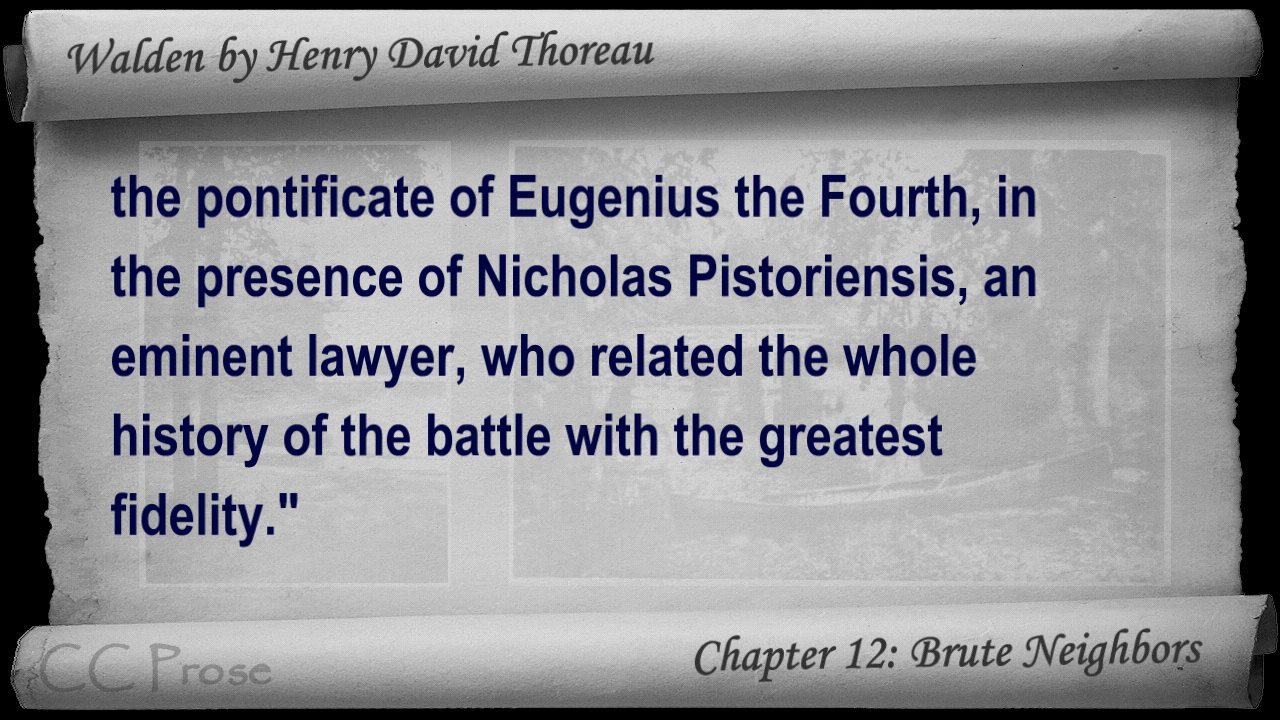 Walden by Henry David Thoreau
the pontificate of Eugenius the Fourth, in
the presence of Nicholas Pistoriensis, an
eminent lawyer, who related the whole
history of the battle with the greatest
fidelity."
CC Prose
Chapter 12: Brute Neighbors